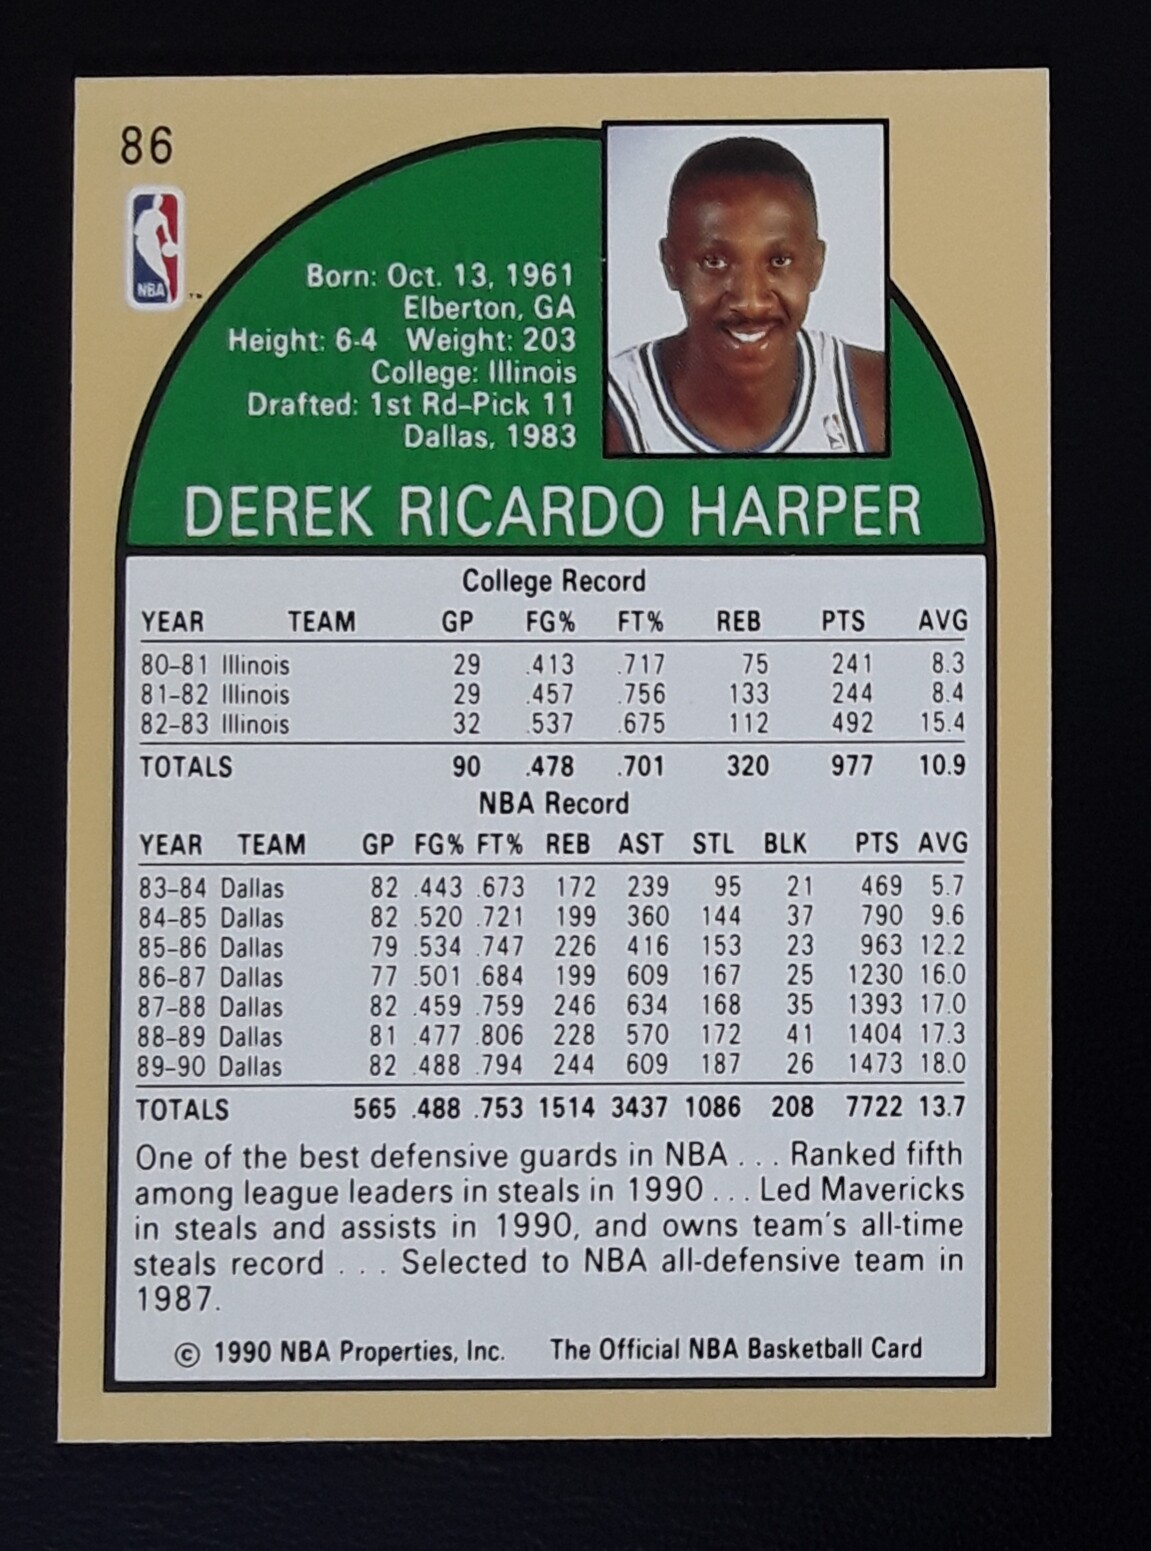 86
NBA
TM
Born: Oct. 13, 1961
Elberton, GA
Height: 6-4 Weight: 203
College: Illinois
Drafted: 1st Rd-Pick 11
Dallas, 1983
DEREK RICARDO HARPER
College Record
YEAR TEAM GP FG% FT% REB PTS AVG
80-81 Illinois 29 .413 .717 75 241 8.3
81-82 Illinois 29 .457 .756 133 244 8.4
82-83 Illinois 32 .537 .675 112 492 15.4
TOTALS 90 .478 .701 320 977 10.9
NBA Record
YEAR TEAM GP FG% FT% REB AST STL BLK PTS AVG
83-84 Dallas 82 .443 .673 172 239 95 21 469 5.7
84-85 Dallas 82 .520 .721 199 360 144 37 790 9.6
85-86 Dallas 79 .534 .747 226 416 153 23 963 12.2
86-87 Dallas 77 .501 .684 199 609 167 25 1230 16.0
87-88 Dallas 82 .459 .759 246 634 168 35 1393 17.0
88-89 Dallas 81 .477 .806 228 570 172 41 1404 17.3
89-90 Dallas 82 .488 .794 244 609 187 26 1473 18.0
TOTALS 565 .488 .753 1514 3437 1086 208 7722 13.7
One of the best defensive guards in NBA . . . Ranked fifth
among league leaders in steals in 1990 . . . Led Mavericks
in steals and assists in 1990, and owns team's all-time
steals record . . . Selected to NBA all-defensive team in
1987.
© 1990 NBA Properties, Inc. The Official NBA Basketball Card